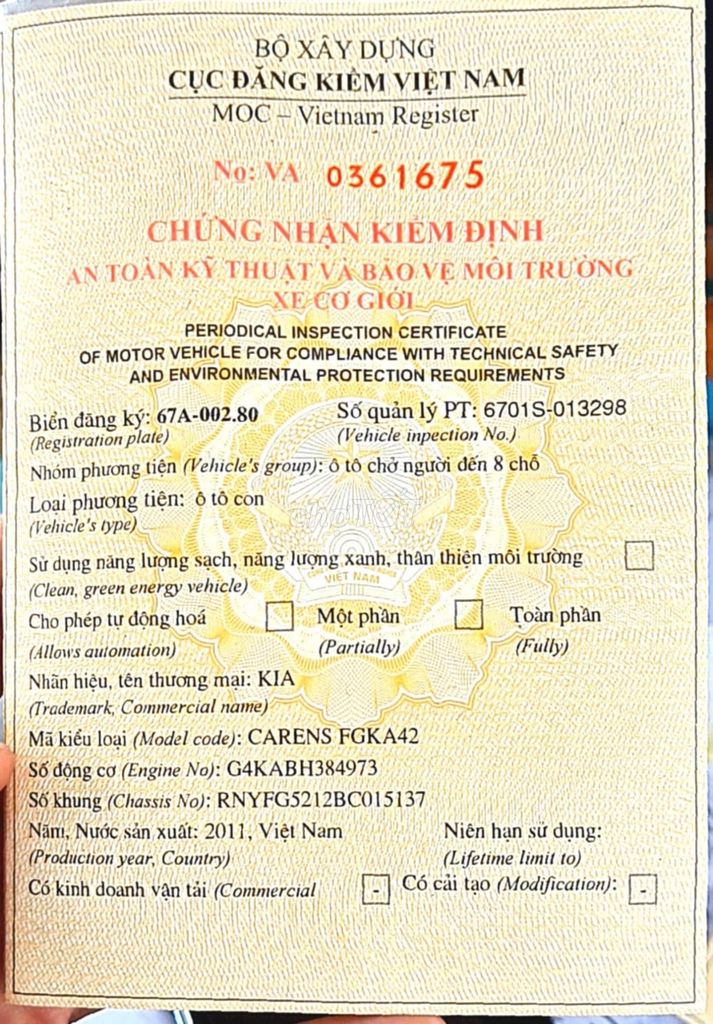 BỘ XÂY DỰNG
CỤC ĐĂNG KIỂM VIỆT NAM
MOC – Vietnam Register
No: VA 0361675
CHỨNG NHẬN KIỂM ĐỊNH
AN TOÀN KỸ THUẬT VÀ BẢO VỆ MÔI TRƯỜNG
XE CƠ GIỚI
PERIODICAL INSPECTION CERTIFICATE
OF MOTOR VEHICLE FOR COMPLIANCE WITH TECHNICAL SAFETY
AND ENVIRONMENTAL PROTECTION REQUIREMENTS
Biển đăng ký: 67A-002.80 Số quản lý PT: 6701S-013298
(Registration plate) (Vehicle inpection No.)
Nhóm phương tiện (Vehicle's group): ô tô chở người đến 8 chỗ
Loại phương tiện: ô tô con
(Vehicle's type)
chợTỐT
Sử dụng năng lượng sạch, năng lượng xanh, thân thiện môi trường
VIỆT NAM
(Clean, green energy vehicle)
Cho phép tự động hoá Một phần Toàn phần
(Allows automation) (Partially) (Fully)
Nhãn hiệu, tên thương mại: KIA
(Trademark, Commercial name)
Mã kiểu loại (Model code): CARENS FGKA42
Số động cơ (Engine No): G4KABH384973
Số khung (Chassis No): RNYFG5212BC015137
Năm, Nước sản xuất: 2011, Việt Nam Niên hạn sử dụng:
(Production year, Country) (Lifetime limit to)
Có kinh doanh vận tải (Commercial - Có cải tạo (Modification): -